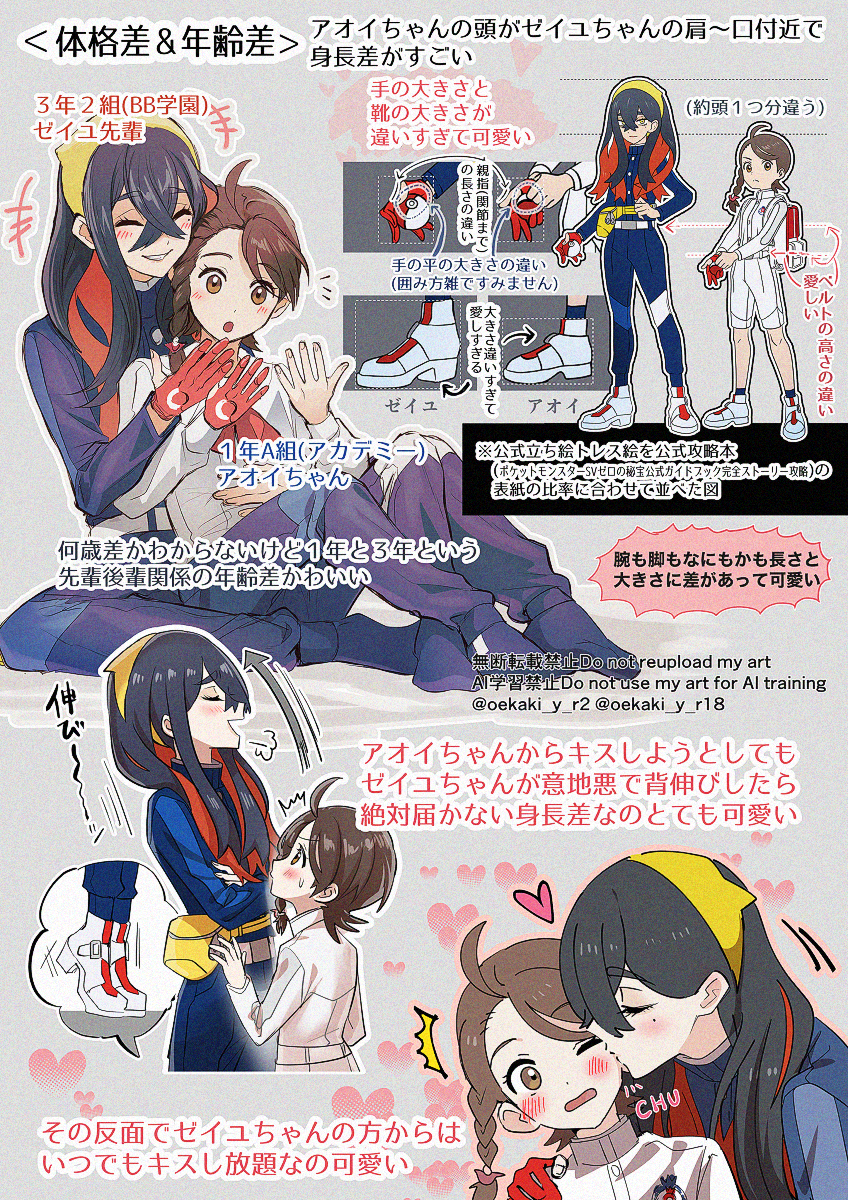 ＜体格差＆年齢差＞
アオイちゃんの頭がゼイユちゃんの肩～口付近で
身長差がすごい
３年２組(BB学園)
ゼイユ先輩
手の大きさと
靴の大きさが
違いすぎて可愛い
(約頭１つ分違う)
親指(関節まで)
の長さの違い
手の平の大きさの違い
(囲み方雑ですみません)
ベルトの高さの違い
愛しい
大きさ違いすぎて
愛しすぎる
ゼイユ
アオイ
１年A組(アカデミー)
アオイちゃん
※公式立ち絵トレス絵を公式攻略本
(ポケットモンスターSVゼロの秘宝公式ガイドブック完全ストーリー攻略)の
表紙の比率に合わせて並べた図
何歳差かわからないけど１年と３年という
先輩後輩関係の年齢差かわいい
腕も脚もなにもかも長さと
大きさに差があって可愛い
無断転載禁止Do not reupload my art
AI学習禁止Do not use my art for AI training
@oekaki_y_r2 @oekaki_y_r18
伸び～
アオイちゃんからキスしようとしても
ゼイユちゃんが意地悪で背伸びしたら
絶対届かない身長差なのとても可愛い
CHU
その反面でゼイユちゃんの方からは
いつでもキスし放題なの可愛い